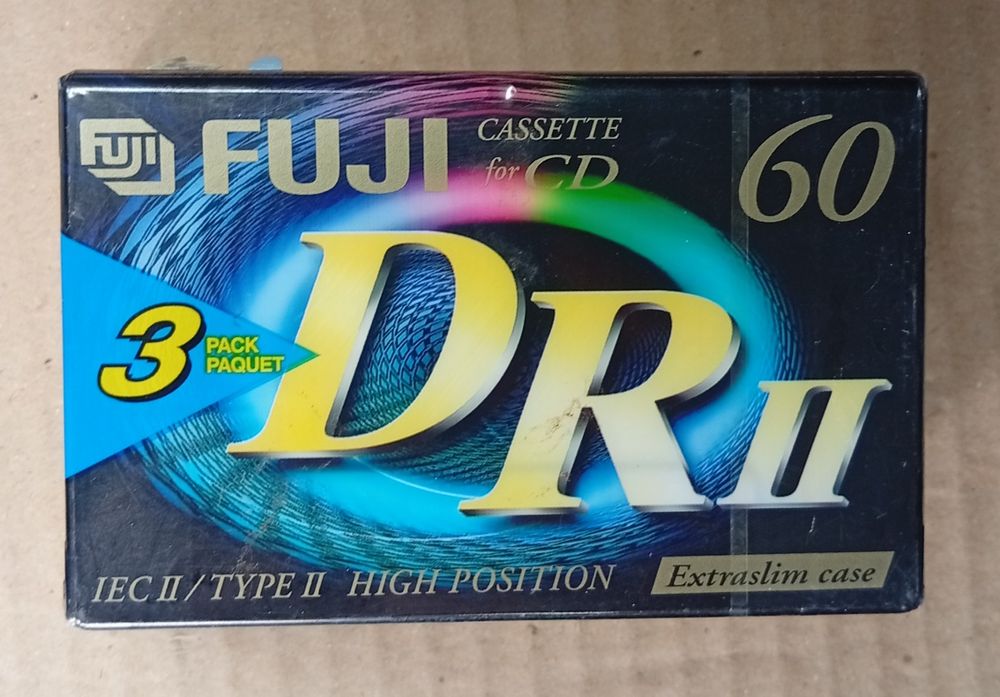 FUJI FUJI CASSETTE
for CD
60
3 PACK
PAQUET
DR II
IEC II / TYPE II HIGH POSITION
Extraslim case